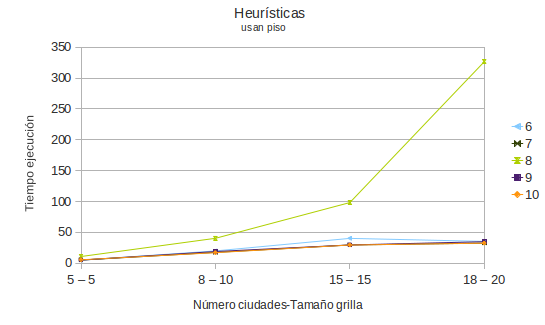 Heurísticas
usan piso
350
300
250
200
150
100
50
0
Tiempo ejecución
5 – 5
8 – 10
15 – 15
18 – 20
Número ciudades-Tamaño grilla
6
7
8
9
10